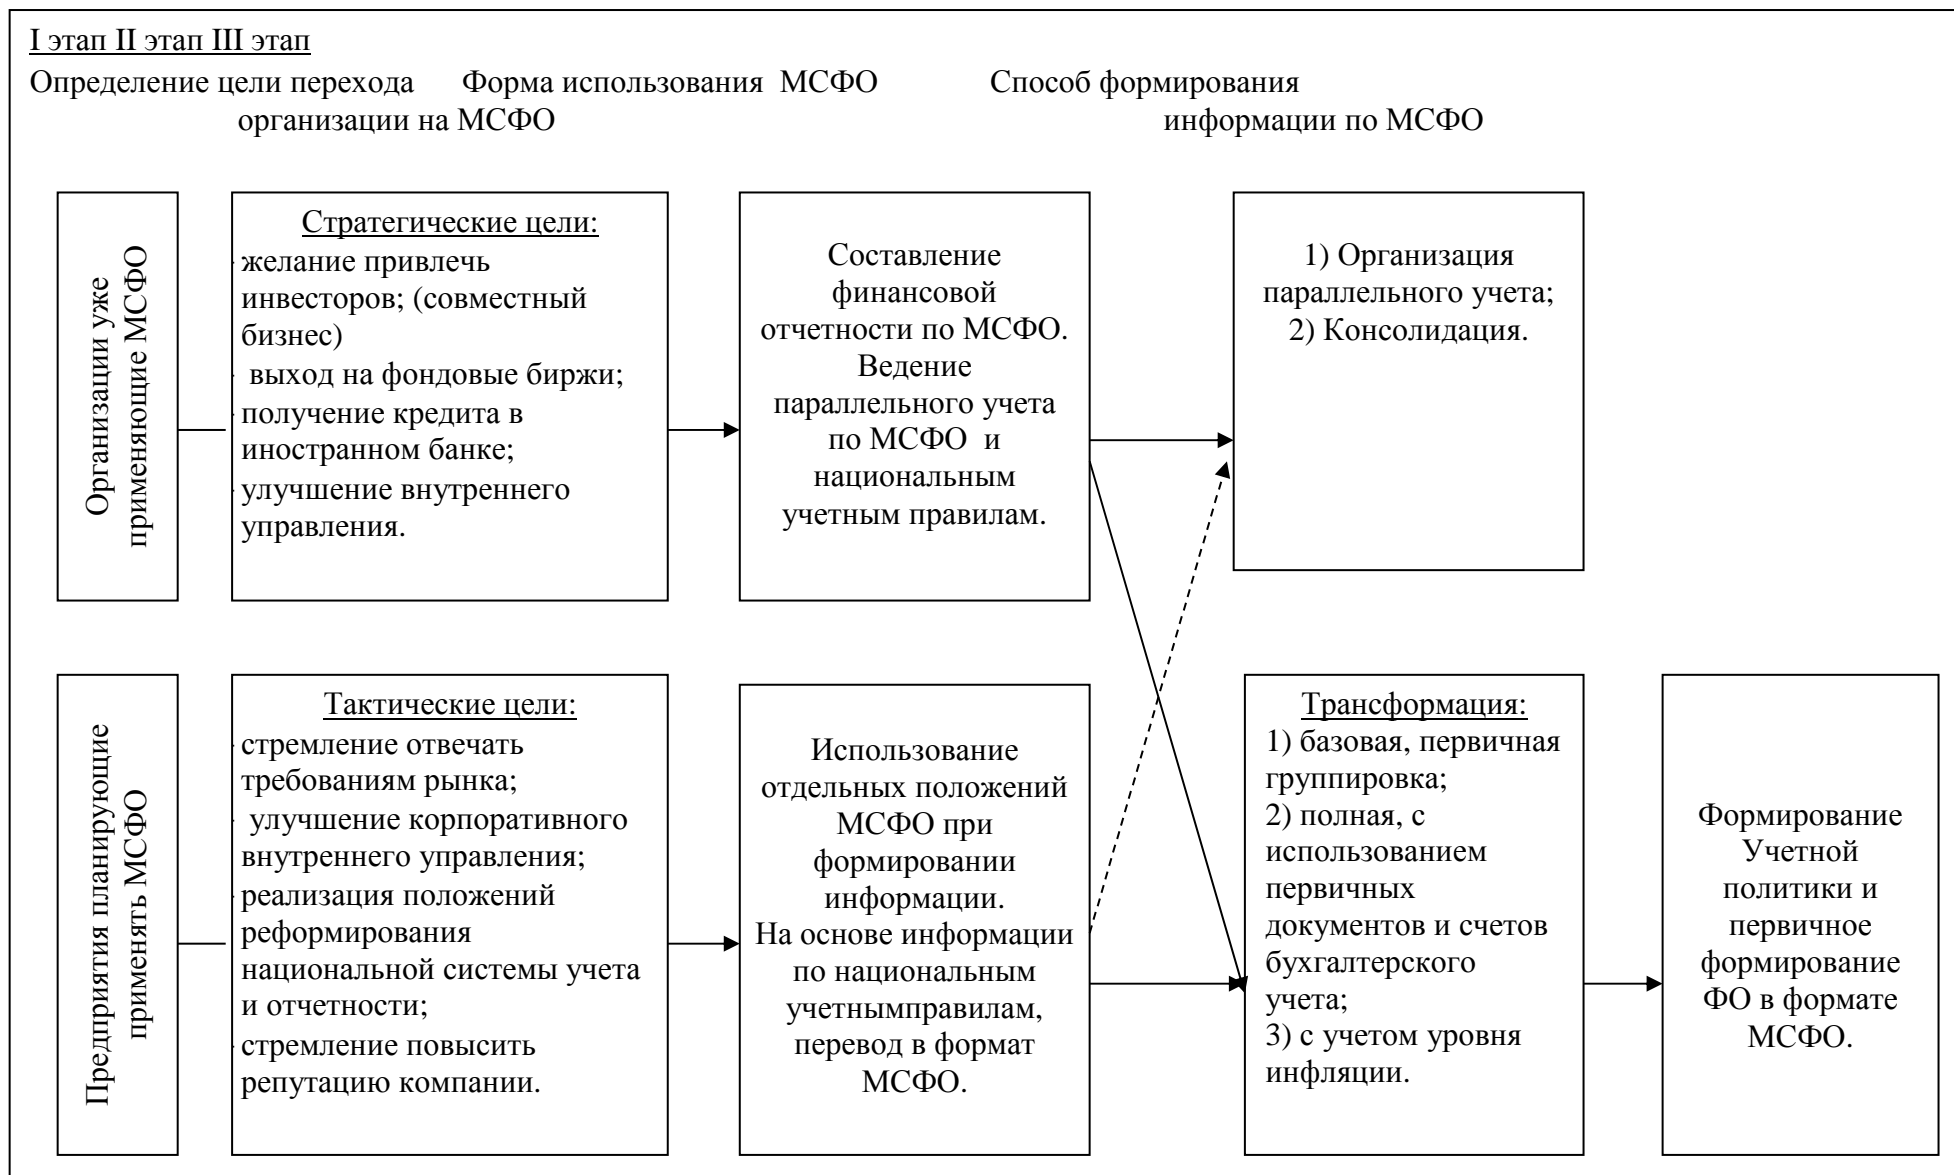 I этап II этап III этап
Определение цели перехода Форма использования МСФО Способ формирования
организации на МСФО информации по МСФО
Организации уже
применяющие МСФО
Стратегические цели:
- желание привлечь
инвесторов; (совместный
бизнес)
- выход на фондовые биржи;
- получение кредита в
иностранном банке;
- улучшение внутреннего
управления.
Составление
финансовой
отчетности по МСФО.
Ведение
параллельного учета
по МСФО и
национальным
учетным правилам.
1) Организация
параллельного учета;
2) Консолидация.
Предприятия планирующие
применять МСФО
Тактические цели:
- стремление отвечать
требованиям рынка;
- улучшение корпоративного
внутреннего управления;
- реализация положений
реформирования
национальной системы учета
и отчетности;
- стремление повысить
репутацию компании.
Использование
отдельных положений
МСФО при
формировании
информации.
На основе информации
по национальным
учетнымправилам,
перевод в формат
МСФО.
Трансформация:
1) базовая, первичная
группировка;
2) полная, с
использованием
первичных
документов и счетов
бухгалтерского
учета;
3) с учетом уровня
инфляции.
Формирование
Учетной
политики и
первичное
формирование
ФО в формате
МСФО.